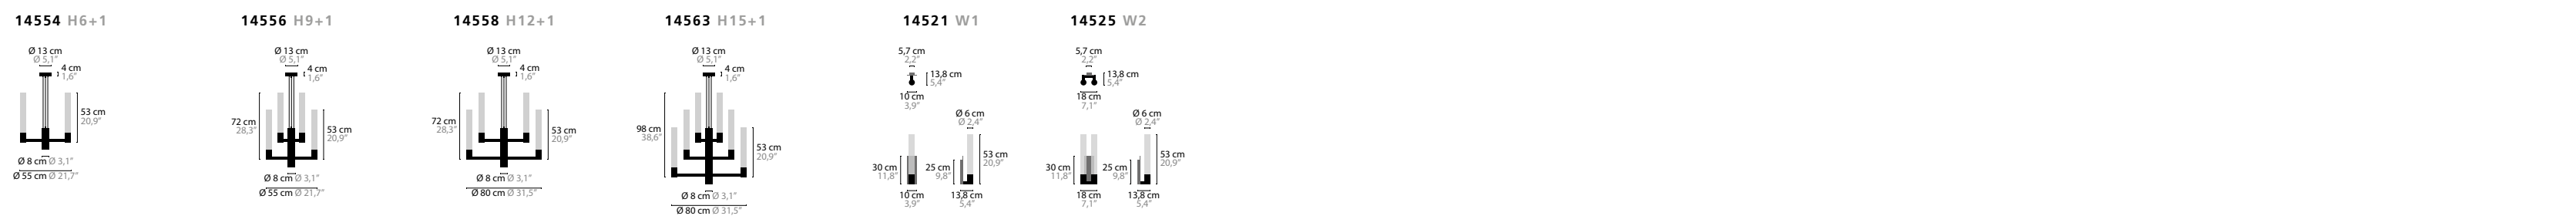 14554 H6+1
Ø 13 cm
Ø 5,1”
4 cm
1,6”
53 cm
20,9”
Ø 8 cm Ø 3,1”
Ø 55 cm Ø 21,7”
14556 H9+1
Ø 13 cm
Ø 5,1”
4 cm
1,6”
72 cm
28,3”
53 cm
20,9”
Ø 8 cm Ø 3,1”
Ø 55 cm Ø 21,7”
14558 H12+1
Ø 13 cm
Ø 5,1”
4 cm
1,6”
72 cm
28,3”
53 cm
20,9”
Ø 8 cm Ø 3,1”
Ø 80 cm Ø 31,5”
14563 H15+1
Ø 13 cm
Ø 5,1”
4 cm
1,6”
98 cm
38,6”
53 cm
20,9”
Ø 8 cm Ø 3,1”
Ø 80 cm Ø 31,5”
14521 W1
5,7 cm
2,2”
13,8 cm
5,4”
10 cm
3,9”
Ø 6 cm
Ø 2,4”
30 cm
11,8”
25 cm
9,8”
53 cm
20,9”
10 cm
3,9”
13,8 cm
5,4”
14525 W2
5,7 cm
2,2”
13,8 cm
5,4”
18 cm
7,1”
Ø 6 cm
Ø 2,4”
30 cm
11,8”
25 cm
9,8”
53 cm
20,9”
18 cm
7,1”
13,8 cm
5,4”